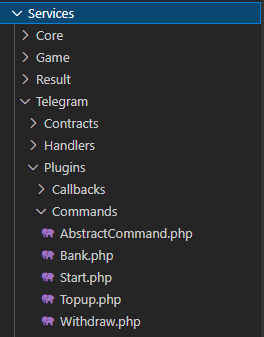 Services
Core
Game
Result
Telegram
Contracts
Handlers
Plugins
Callbacks
Commands
AbstractCommand.php
Bank.php
Start.php
Topup.php
Withdraw.php